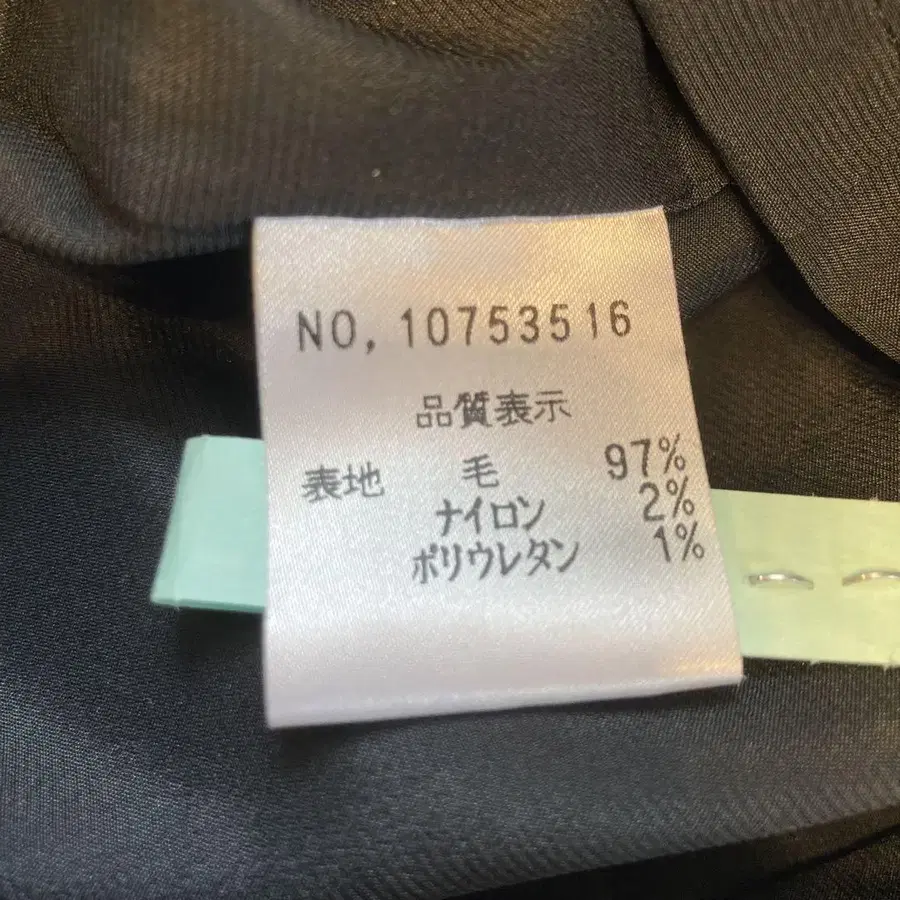 NO, 10753516
品質表示
表地 毛 97%
ナイロン 2%
ポリウレタン 1%